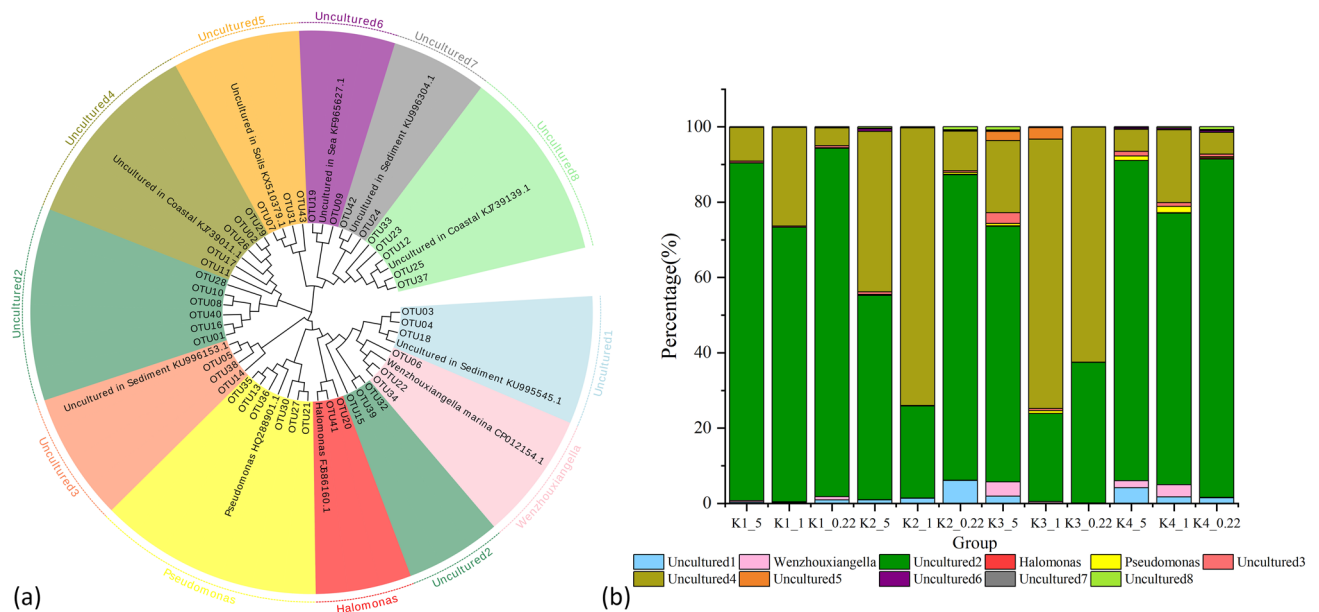 Uncultured5
Uncultured6
Uncultured7
Uncultured8
Uncultured4
Uncultured2
Uncultured3
Pseudomonas
Halomonas
Uncultured2
Wenzhouxiangella
Uncultured1
Uncultured in Coastal KJ739011.1
Uncultured in Soils KX510379.1
Uncultured in Sea KF965627.1
Uncultured in Sediment KU996304.1
Uncultured in Coastal KJ739139.1
Uncultured in Sediment KU995545.1
Wenzhouxiangella marina CP012154.1
Halomonas FJ686160.1
Pseudomonas HQ288901.1
Uncultured in Sediment KU996153.1
OTU01
OTU16
OTU40
OTU08
OTU10
OTU28
OTU11
OTU17
OTU26
OTU02
OTU29
OTU07
OTU31
OTU43
OTU19
OTU09
OTU42
OTU24
OTU33
OTU23
OTU12
OTU25
OTU37
OTU03
OTU04
OTU18
OTU06
OTU22
OTU34
OTU32
OTU39
OTU15
OTU20
OTU41
OTU21
OTU27
OTU30
OTU36
OTU13
OTU35
OTU14
OTU38
OTU05
(a)
Percentage(%)
100
80
60
40
20
0
K1_5 K1_1 K1_0.22 K2_5 K2_1 K2_0.22 K3_5 K3_1 K3_0.22 K4_5 K4_1 K4_0.22
Group
Uncultured1 Wenzhouxiangella Uncultured2 Halomonas Pseudomonas Uncultured3
Uncultured4 Uncultured5 Uncultured6 Uncultured7 Uncultured8
(b)